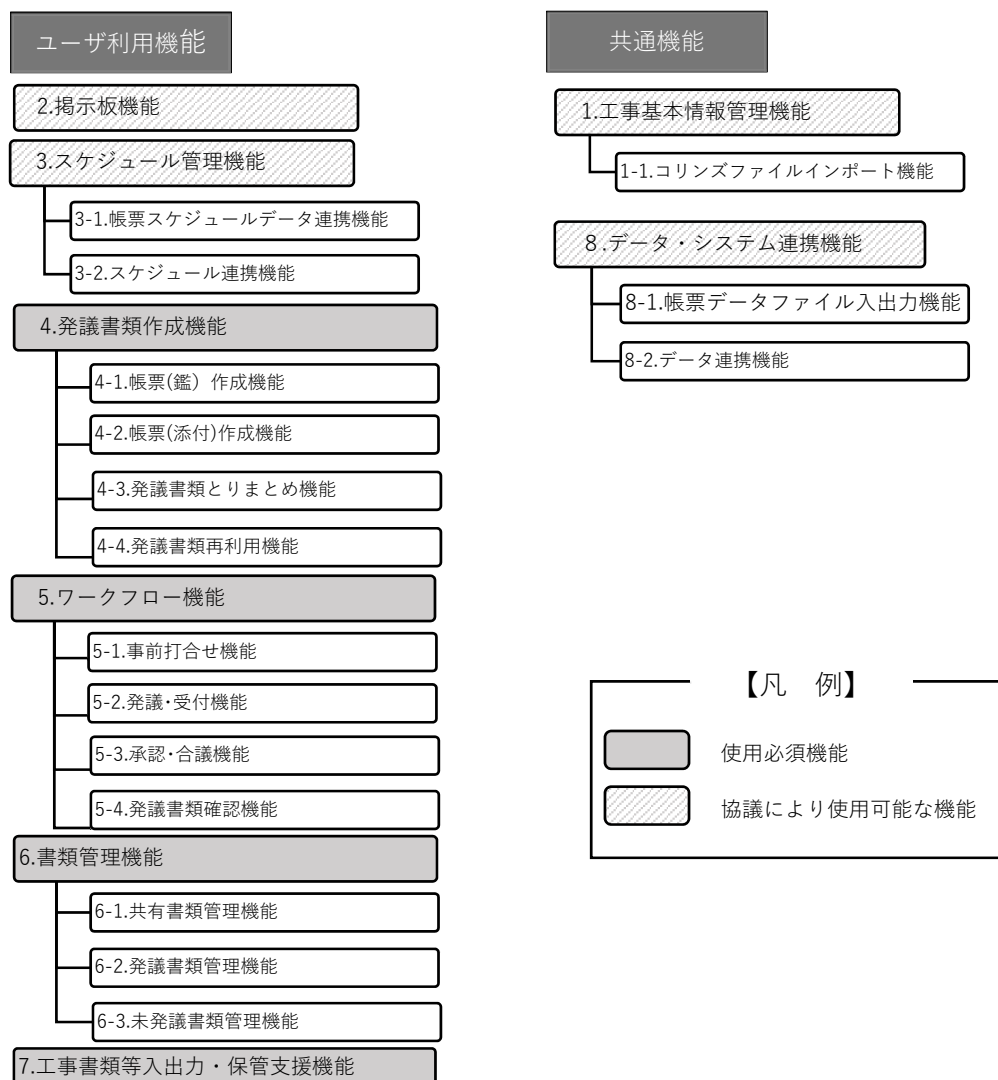 ユーザ利用機能
2.掲示板機能
3.スケジュール管理機能
3-1.帳票スケジュールデータ連携機能
3-2.スケジュール連携機能
4.発議書類作成機能
4-1.帳票(鑑）作成機能
4-2.帳票(添付)作成機能
4-3.発議書類とりまとめ機能
4-4.発議書類再利用機能
5.ワークフロー機能
5-1.事前打合せ機能
5-2.発議･受付機能
5-3.承認･合議機能
5-4.発議書類確認機能
6.書類管理機能
6-1.共有書類管理機能
6-2.発議書類管理機能
6-3.未発議書類管理機能
7.工事書類等入出力・保管支援機能
共通機能
1.工事基本情報管理機能
1-1.コリンズファイルインポート機能
８.データ・システム連携機能
8-1.帳票データファイル入出力機能
8-2.データ連携機能
【凡　例】
使用必須機能
協議により使用可能な機能